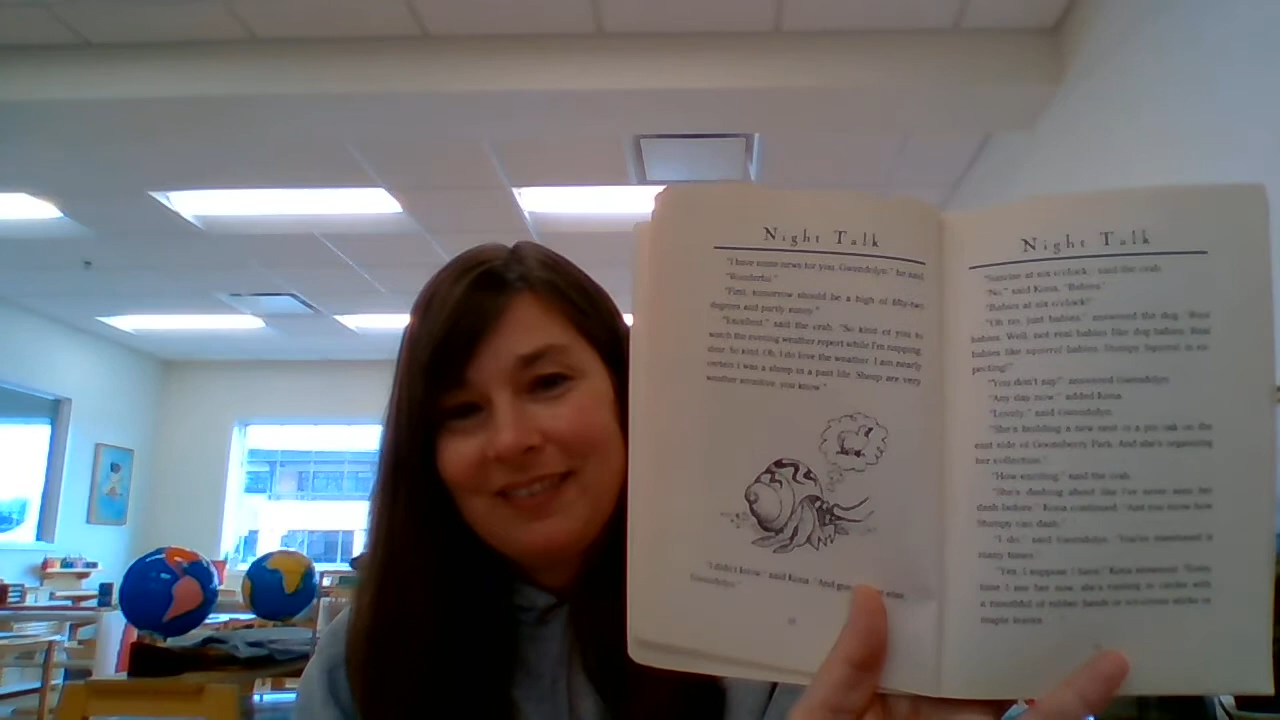 Night Talk
"I have some news for you, Gwendolyn," he said.
"Wonderful."
"First, tomorrow should be a high of fifty-two
degrees and partly sunny."
"Excellent," said the crab. "So kind of you to
watch the evening weather report while I'm napping,
dear. So kind. Oh, I do love the weather. I am nearly
certain I was a sheep in a past life. Sheep are very
weather sensitive, you know."
"I didn't know," said Kona. "And else,
Gwendolyn?"
Night Talk
"Sunrise at six o'clock," said the crab.
"No," said Kona. "Babies."
"Babies at six o'clock?"
"Oh no, just babies," answered the dog.
babies. Well, not real babies like dog babies. Real
babies like squirrel babies. Stumpy Squirrel is ex-
pecting!"
"You don't say!" answered Gwendolyn.
"Any day now," added Kona.
"Lovely," said Gwendolyn.
"She's building a new nest in a pin oak on the
east side of Gooseberry Park. And she's organizing
her collection."
"How exciting," said the crab.
"She's dashing about like I've never seen her
dash before," Kona continued. "And you know how
Stumpy can dash."
"I do," said Gwendolyn. "You've mentioned it
many times."
"Yes, I suppose I have," Kona answered. "Every
time I see her now, she's running in circles with
a mouthful of rubber bands or sticks or
maple leaves.